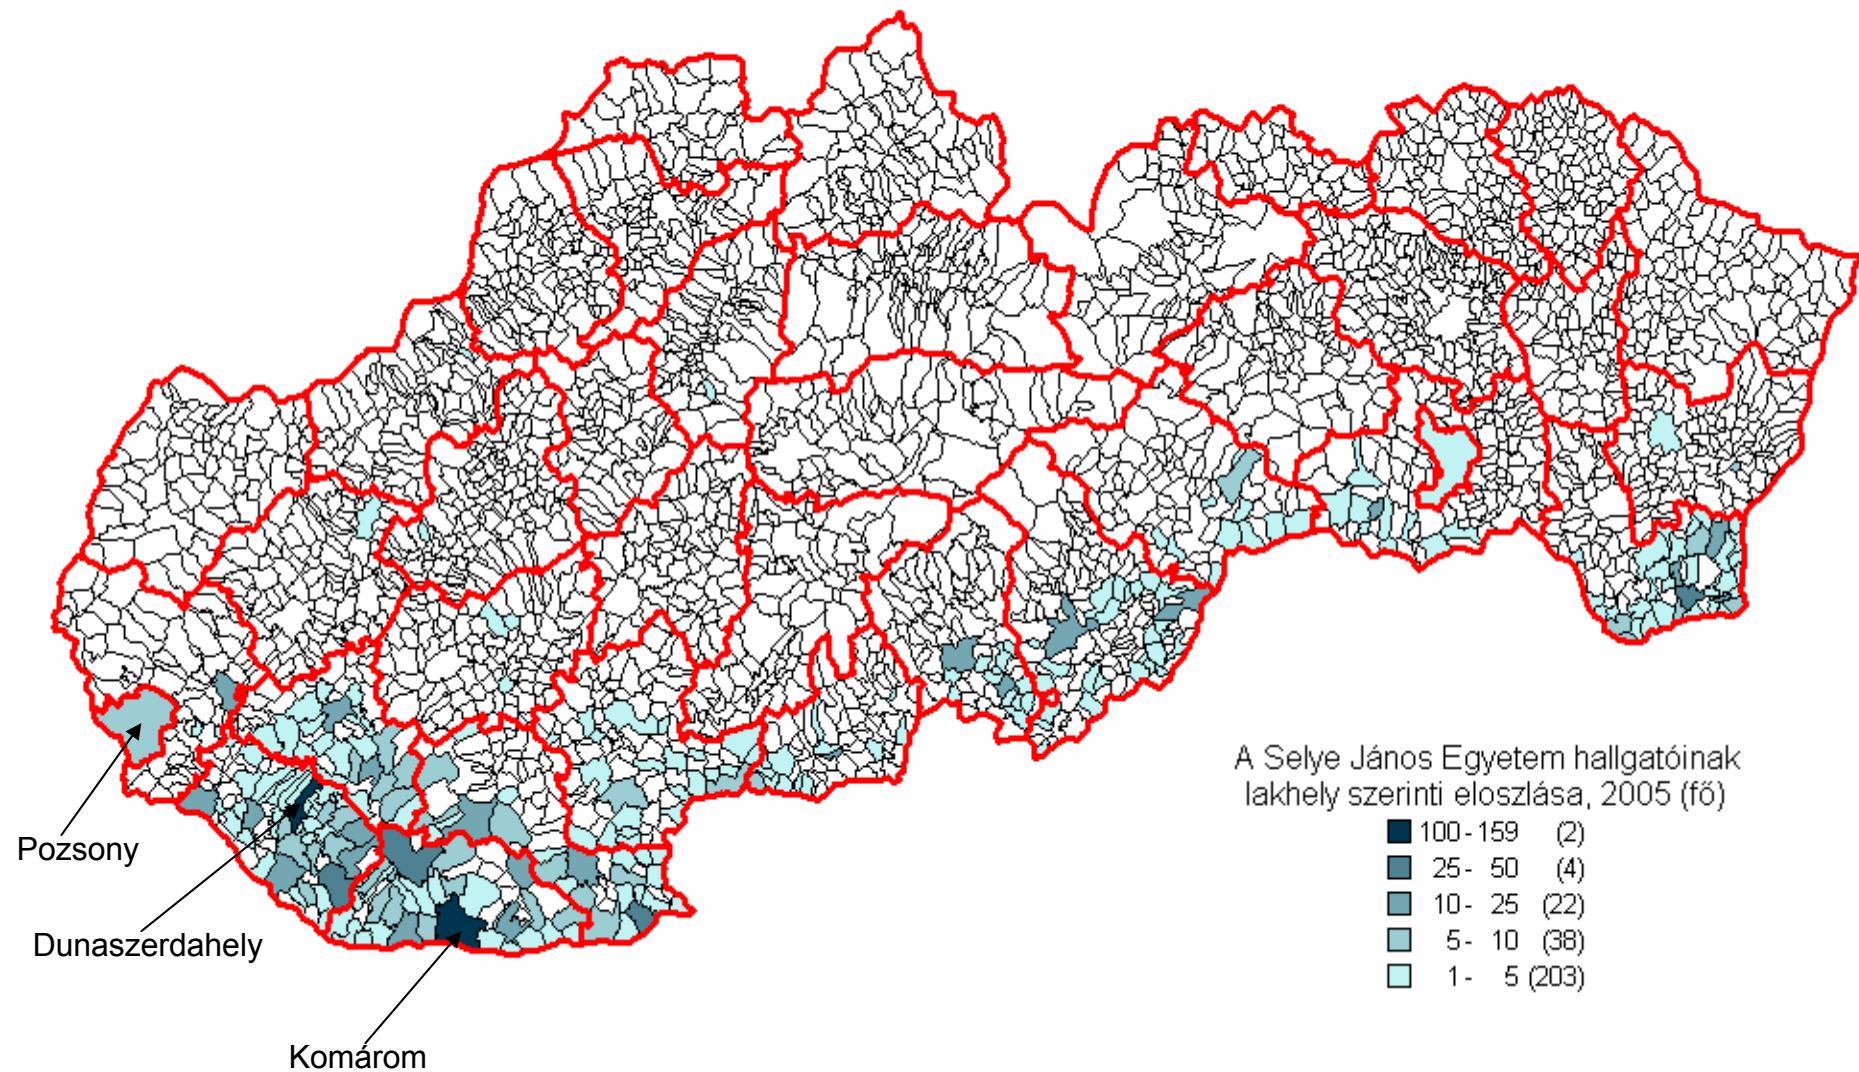 A Selye János Egyetem hallgatóinak
lakhely szerinti eloszlása, 2005 (fő)
100 - 159 (2)
25 - 50 (4)
10 - 25 (22)
5 - 10 (38)
1 - 5 (203)
Pozsony
Dunaszerdahely
Komárom